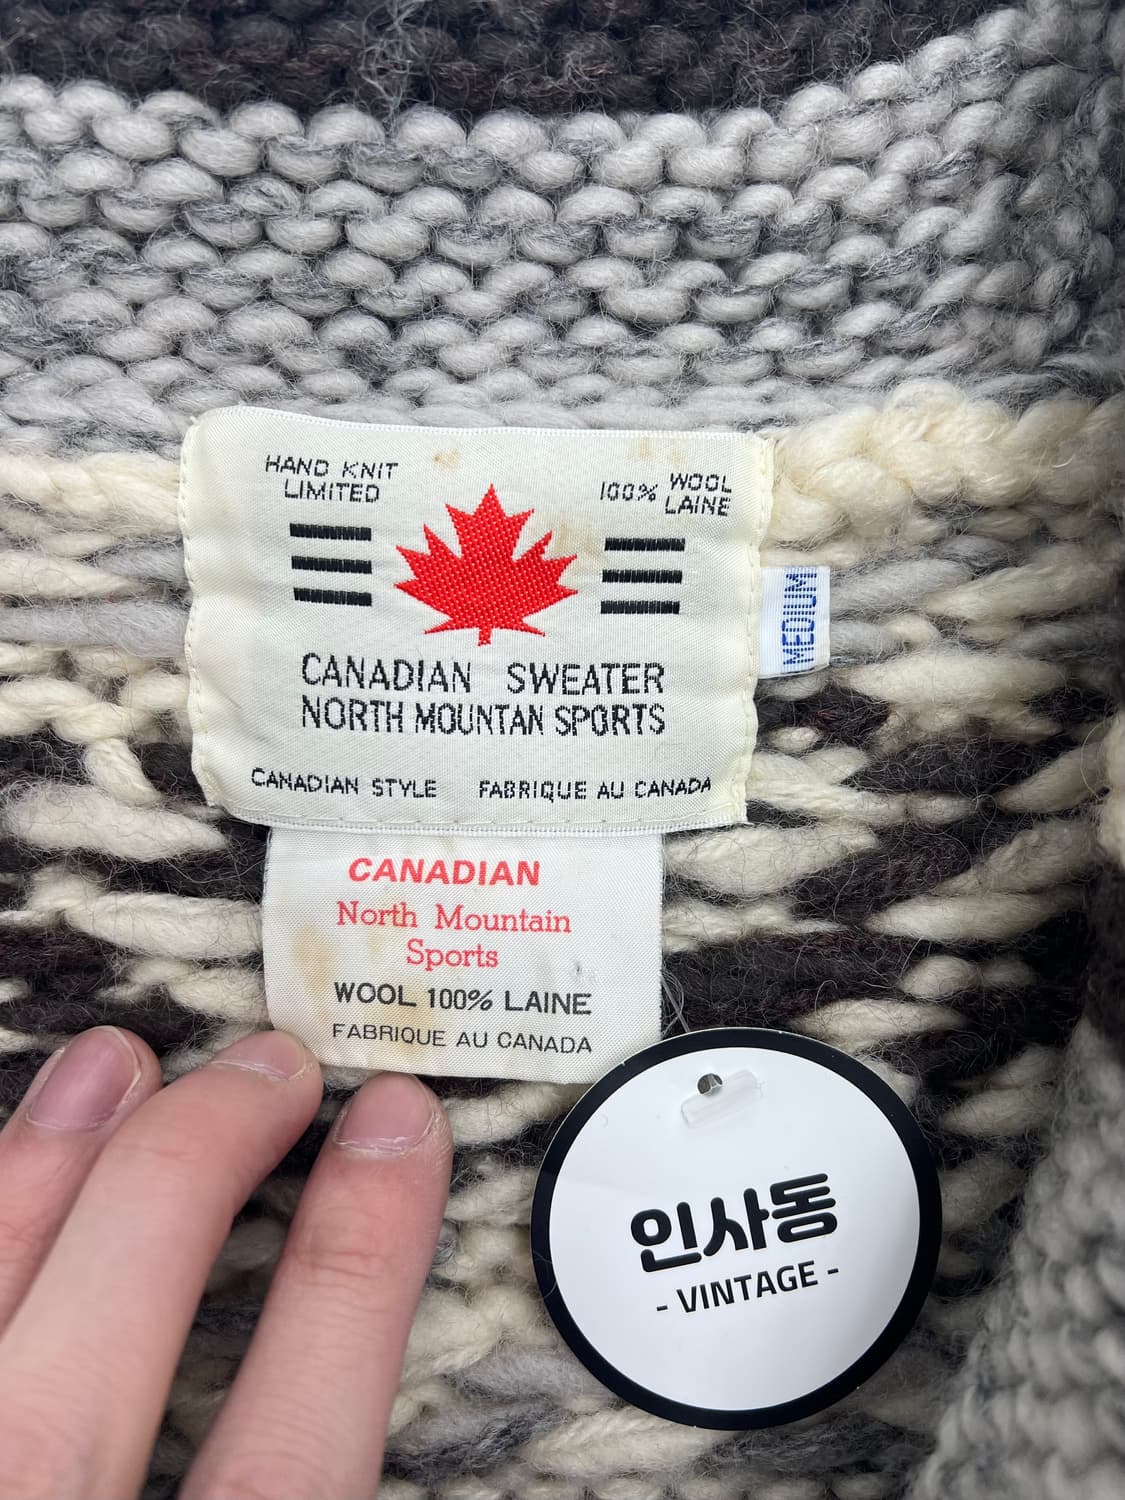 HAND KNIT
LIMITED
100% WOOL
LAINE
CANADIAN SWEATER
NORTH MOUNTAN SPORTS
CANADIAN STYLE FABRIQUE AU CANADA
MEDIUM
CANADIAN
North Mountain
Sports
WOOL 100% LAINE
FABRIQUE AU CANADA
인사동
- VINTAGE -